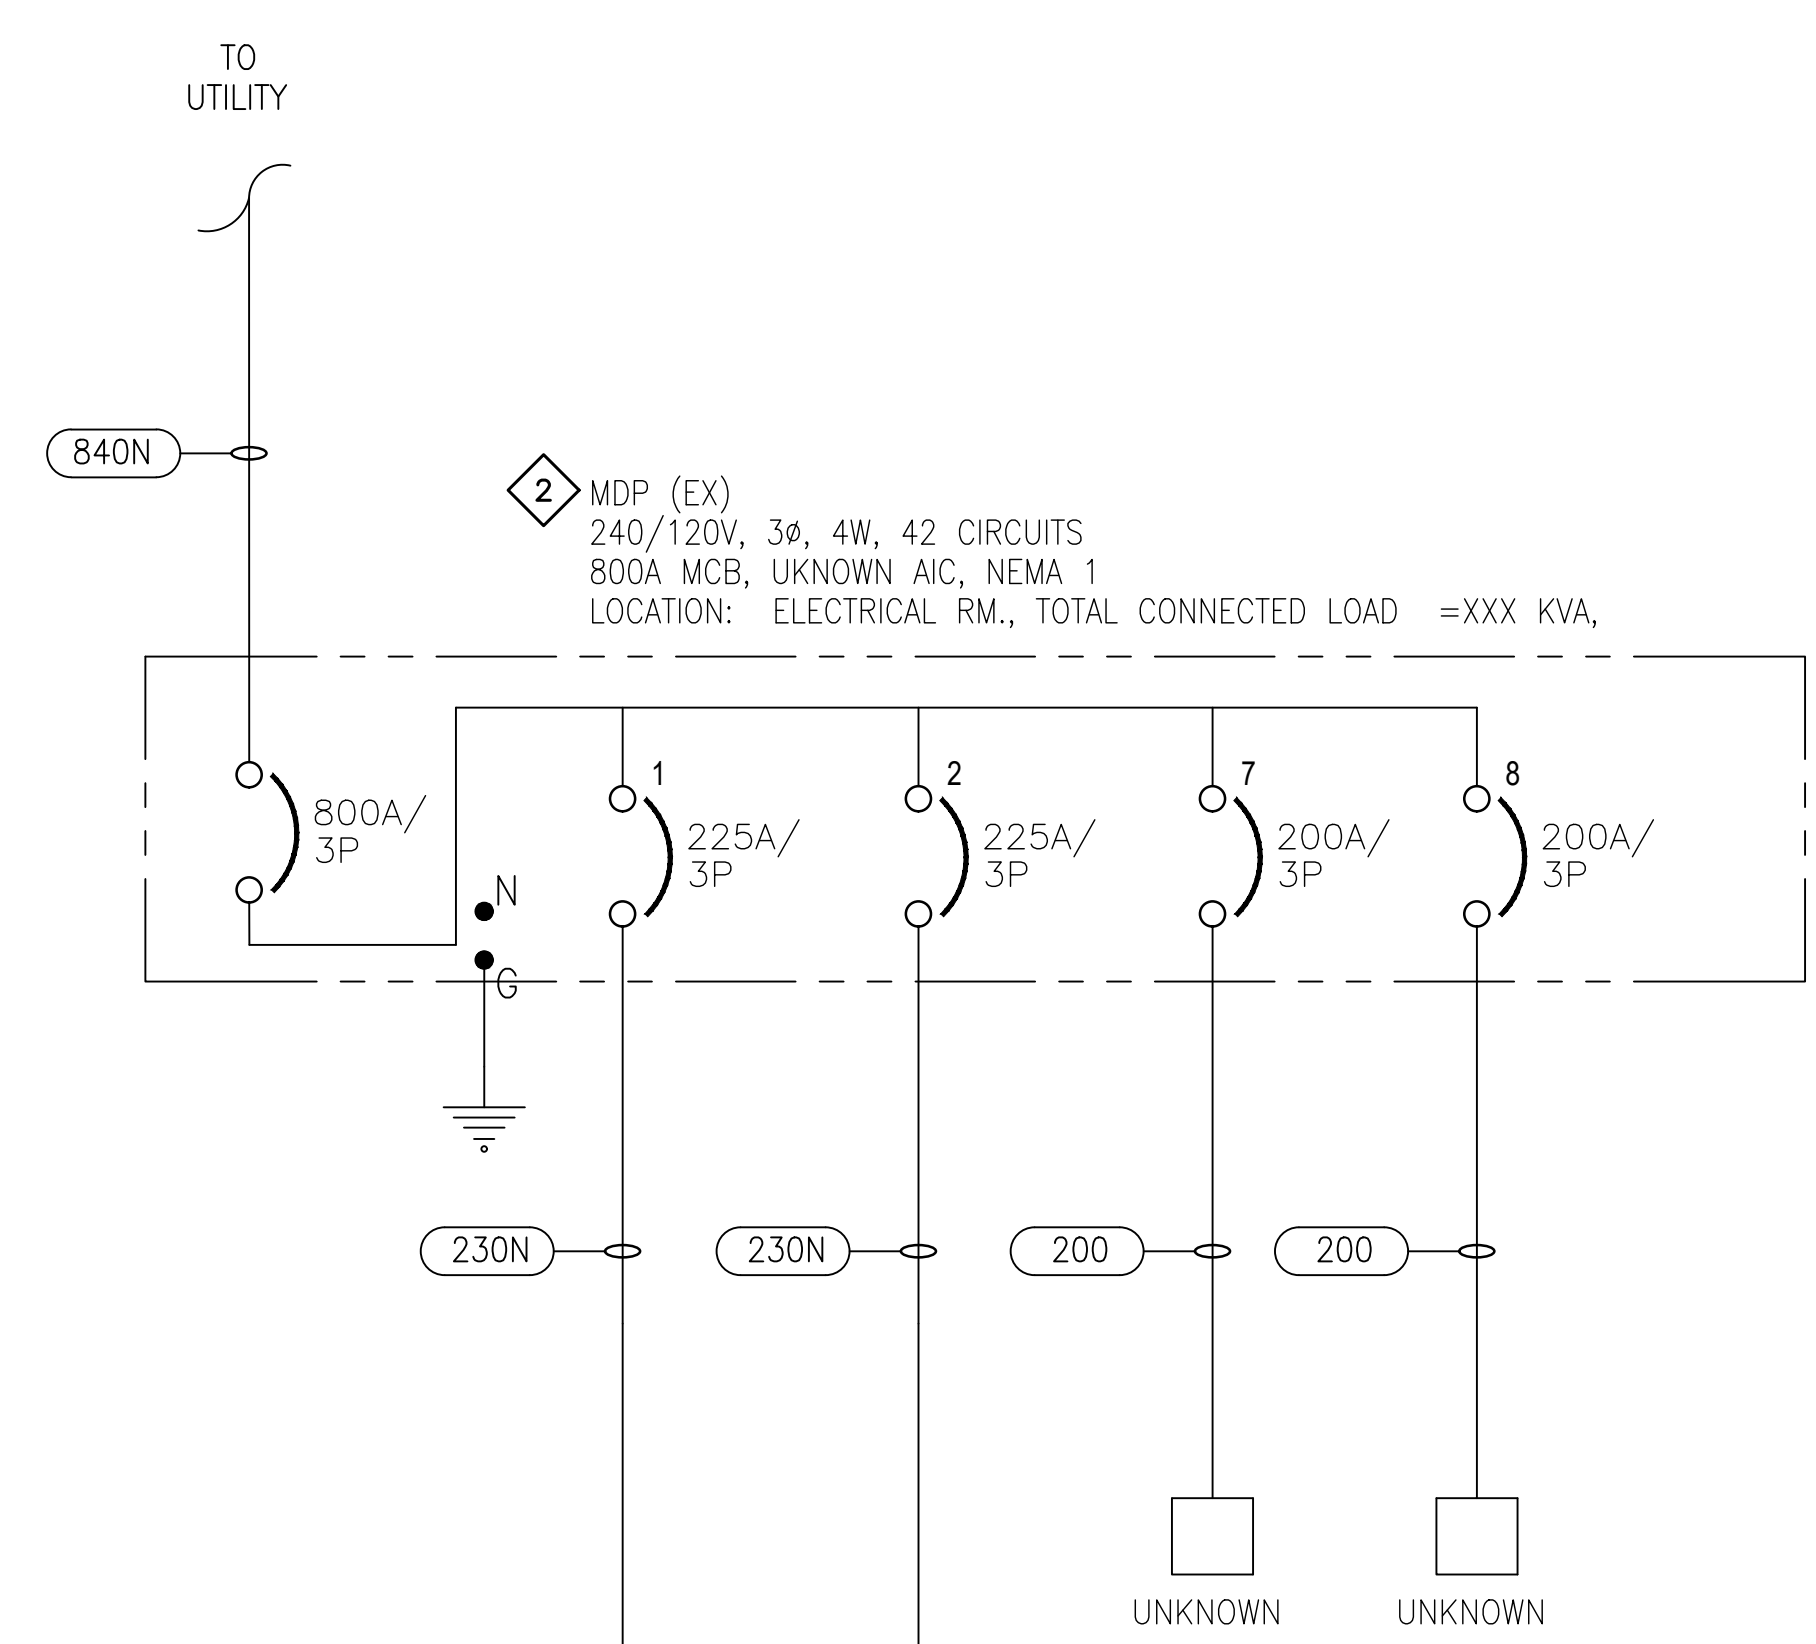 TO
UTILITY
840N
2
MDP (EX)
240/120V, 3ø, 4W, 42 CIRCUITS
800A MCB, UKNOWN AIC, NEMA 1
LOCATION: ELECTRICAL RM., TOTAL CONNECTED LOAD =XXX KVA,
800A/
3P
N
G
1
225A/
3P
2
225A/
3P
7
200A/
3P
8
200A/
3P
230N
230N
200
200
UNKNOWN
UNKNOWN